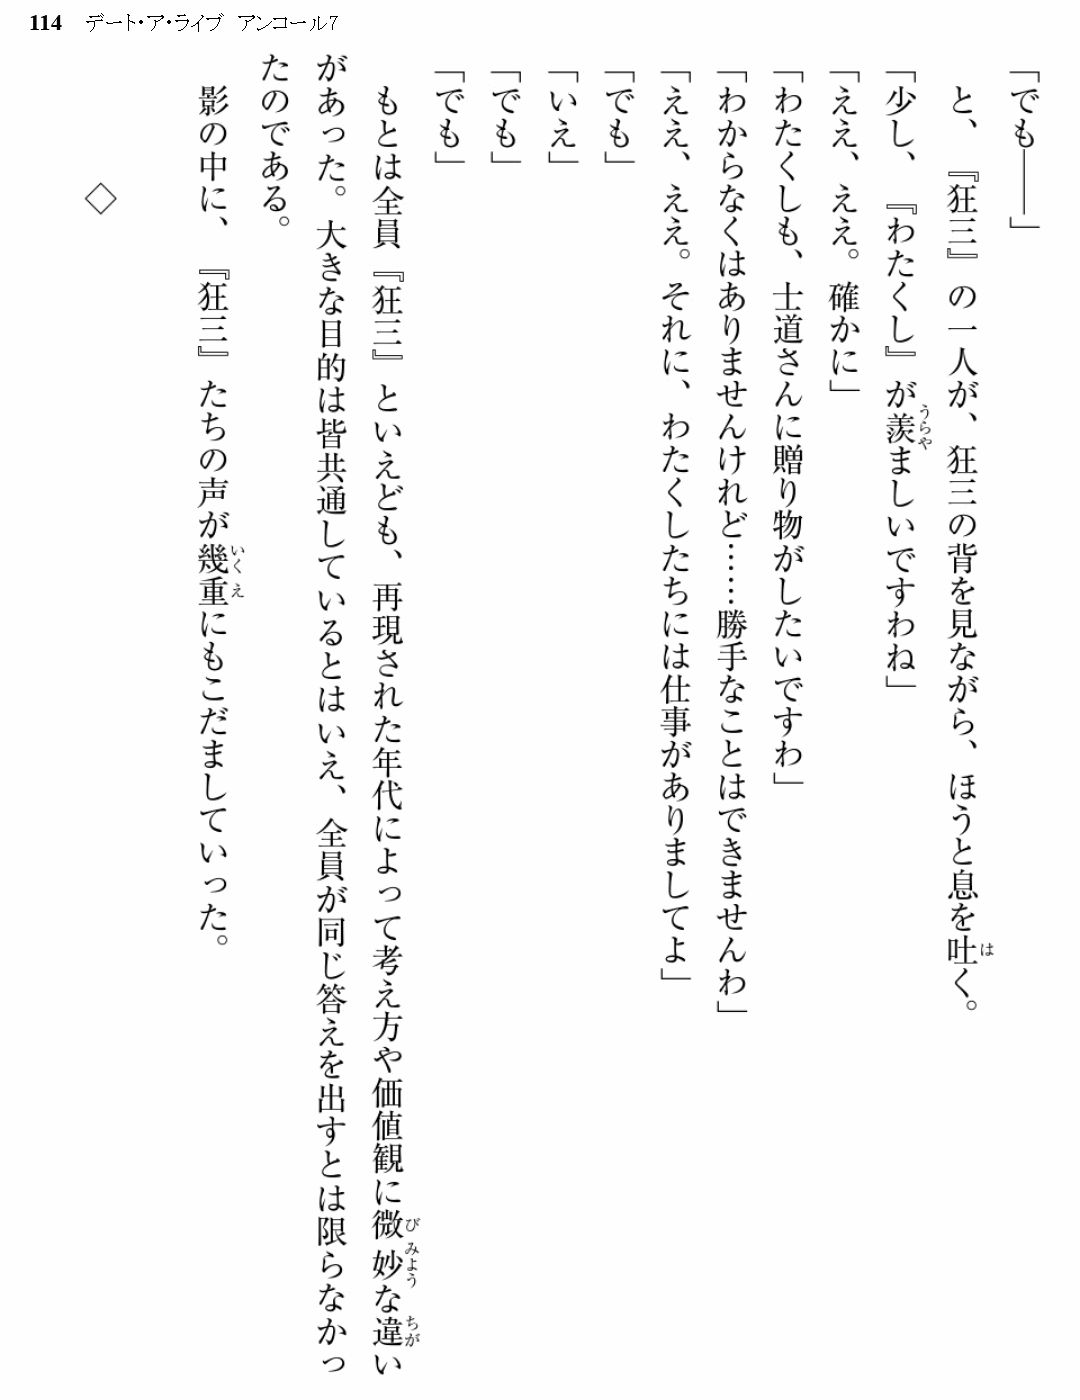 114 デート・ア・ライブ アンコール7
「でも――」
と、『狂三』の一人が、狂三の背を見ながら、ほうと息を吐く。
「少し、『わたくし』が羨ましいですわね」
「ええ、ええ。確かに」
「わたくしも、士道さんに贈り物がしたいですわ」
「わからなくはありませんけれど……勝手なことはできませんわ」
「ええ、ええ。それに、わたくしたちには仕事がありましてよ」
「でも」
「いえ」
「でも」
「でも」
もとは全員『狂三』といえども、再現された年代によって考え方や価値観に微妙な違い
があった。大きな目的は皆共通しているとはいえ、全員が同じ答えを出すとは限らなかっ
たのである。
影の中に、『狂三』たちの声が幾重にもこだましていった。
◇